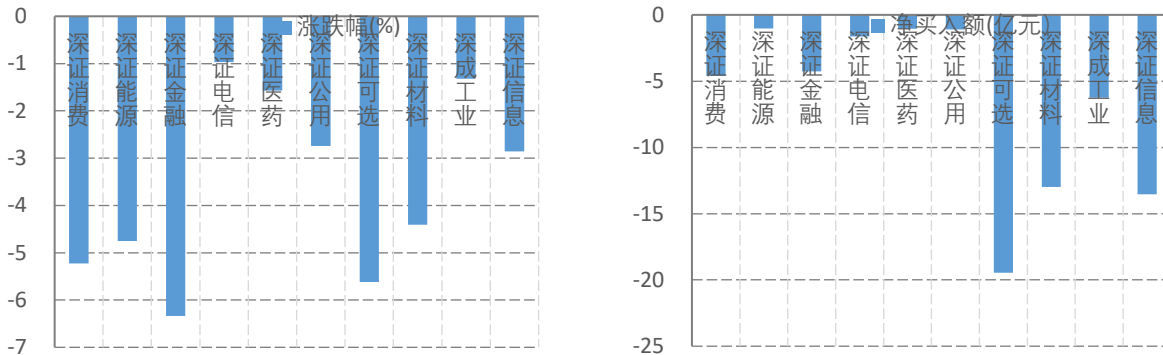 涨跌幅(%)
0
-1
-2
-3
-4
-5
-6
-7
深证消费
深证能源
深证金融
深证电信
深证医药
深证公用
深证可选
深证材料
深成工业
深证信息
净买入额(亿元)
0
-5
-10
-15
-20
-25
深证消费
深证能源
深证金融
深证电信
深证医药
深证公用
深证可选
深证材料
深成工业
深证信息